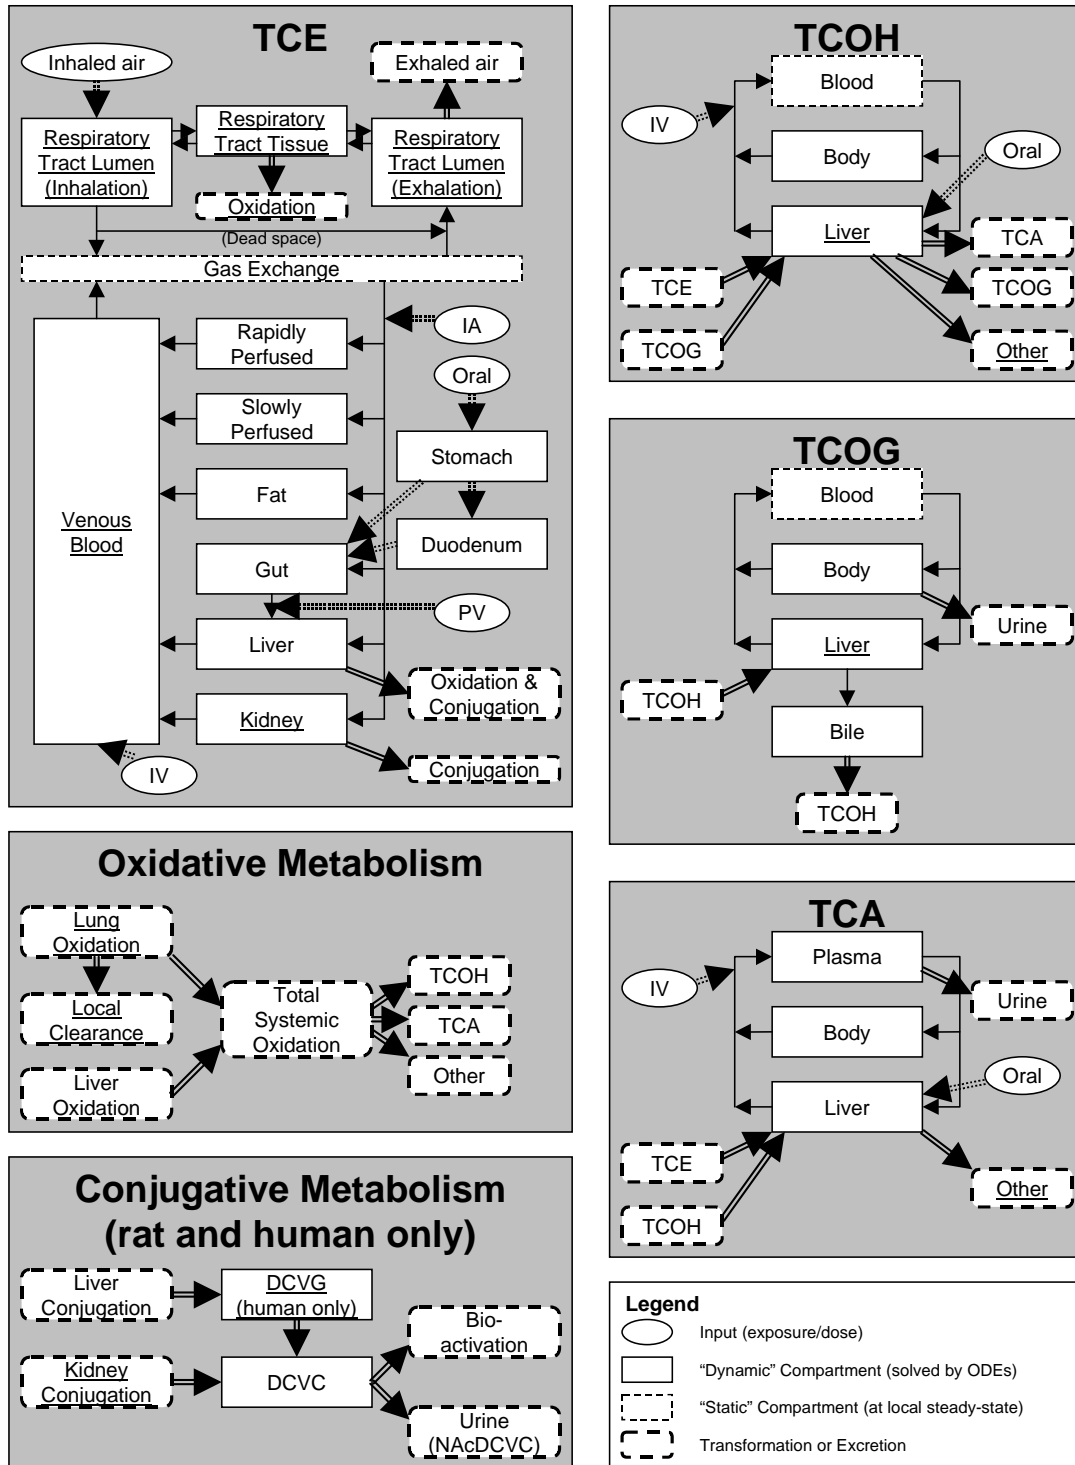 TCE
Inhaled air
Exhaled air
Respiratory
Tract Lumen
(Inhalation)
Respiratory
Tract Tissue
Respiratory
Tract Lumen
(Exhalation)
Oxidation
(Dead space)
Gas Exchange
Venous
Blood
Rapidly
Perfused
IA
Oral
Slowly
Perfused
Stomach
Fat
Duodenum
Gut
PV
Liver
Oxidation &
Conjugation
Kidney
Conjugation
IV
Oxidative Metabolism
Lung
Oxidation
Local
Clearance
Liver
Oxidation
Total
Systemic
Oxidation
TCOH
TCA
Other
Conjugative Metabolism
(rat and human only)
Liver
Conjugation
DCVG
(human only)
Kidney
Conjugation
DCVC
Bio-
activation
Urine
(NAcDCVC)
TCOH
Blood
IV
Body
Oral
Liver
TCA
TCE
TCOG
TCOG
Other
TCOG
Blood
Body
Urine
Liver
TCOH
Bile
TCOH
TCA
Plasma
IV
Urine
Body
Oral
Liver
TCE
Other
TCOH
Legend
Input (exposure/dose)
“Dynamic” Compartment (solved by ODEs)
“Static” Compartment (at local steady-state)
Transformation or Excretion